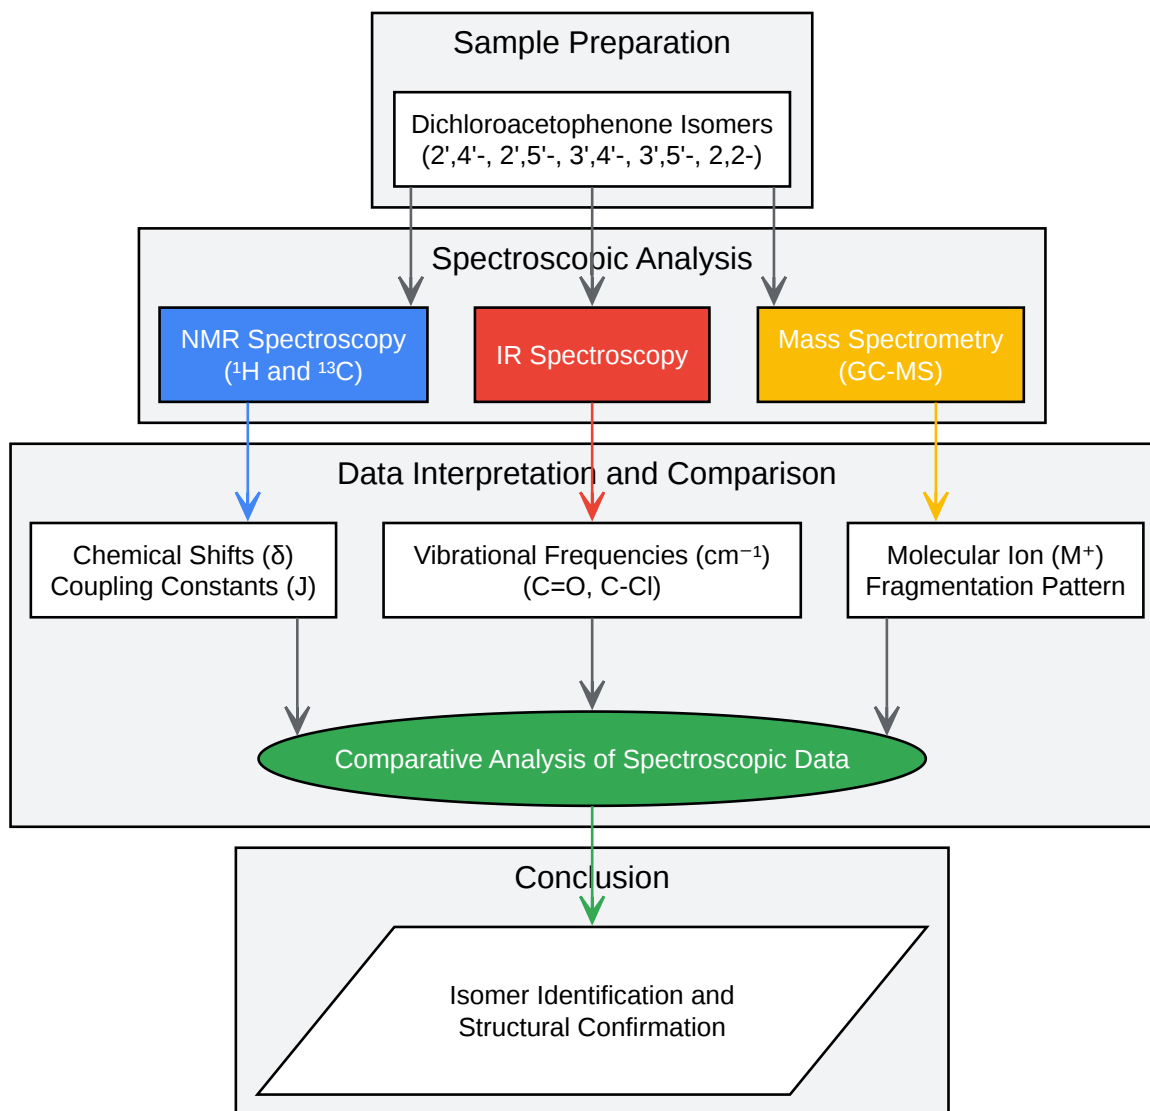 Sample Preparation
Dichloroacetophenone Isomers
(2',4'-, 2',5'-, 3',4'-, 3',5'-, 2,2-)
Spectroscopic Analysis
NMR Spectroscopy
(¹H and ¹³C)
IR Spectroscopy
Mass Spectrometry
(GC-MS)
Data Interpretation and Comparison
Chemical Shifts (δ)
Coupling Constants (J)
Vibrational Frequencies (cm⁻¹)
(C=O, C-Cl)
Molecular Ion (M⁺)
Fragmentation Pattern
Comparative Analysis of Spectroscopic Data
Conclusion
Isomer Identification and
Structural Confirmation